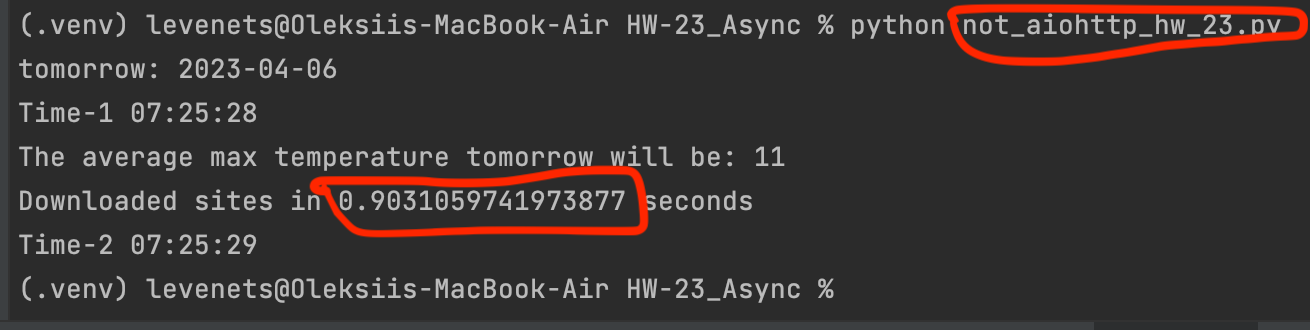 (.venv) levenets@Oleksiis-MacBook-Air HW-23_Async % python not_aiohttp_hw_23.py
tomorrow: 2023-04-06
Time-1 07:25:28
The average max temperature tomorrow will be: 11
Downloaded sites in 0.9031059741973877 seconds
Time-2 07:25:29
(.venv) levenets@Oleksiis-MacBook-Air HW-23_Async %